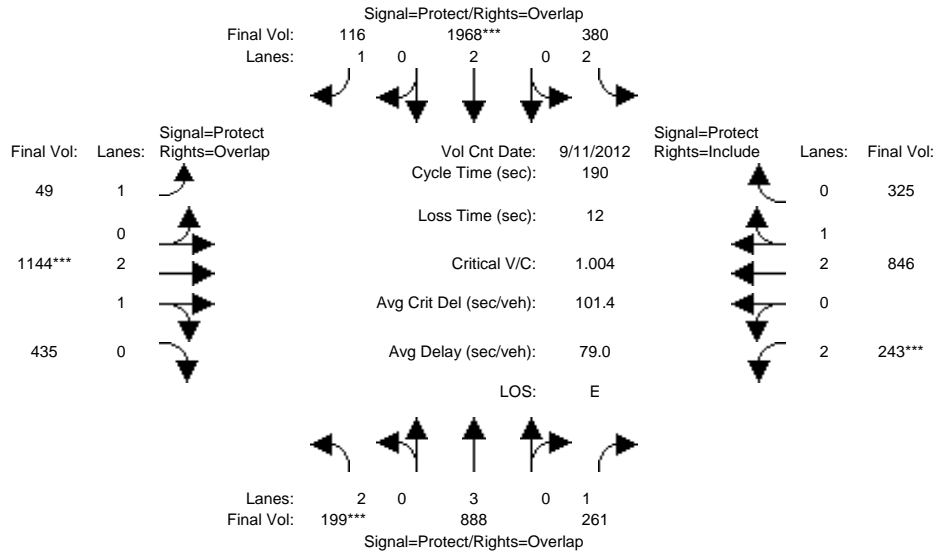 Signal=Protect/Rights=Overlap
Final Vol: 116 1968*** 380
Lanes: 1 0 2 0 2
Signal=Protect Signal=Protect
Final Vol: Lanes: Rights=Overlap Vol Cnt Date: 9/11/2012 Rights=Include Lanes: Final Vol:
Cycle Time (sec): 190
49 1 0 325
Loss Time (sec): 12
0 1
1144*** 2 Critical V/C: 1.004 2 846
1 Avg Crit Del (sec/veh): 101.4 0
435 0 Avg Delay (sec/veh): 79.0 2 243***
LOS: E
Lanes: 2 0 3 0 1
Final Vol: 199*** 888 261
Signal=Protect/Rights=Overlap